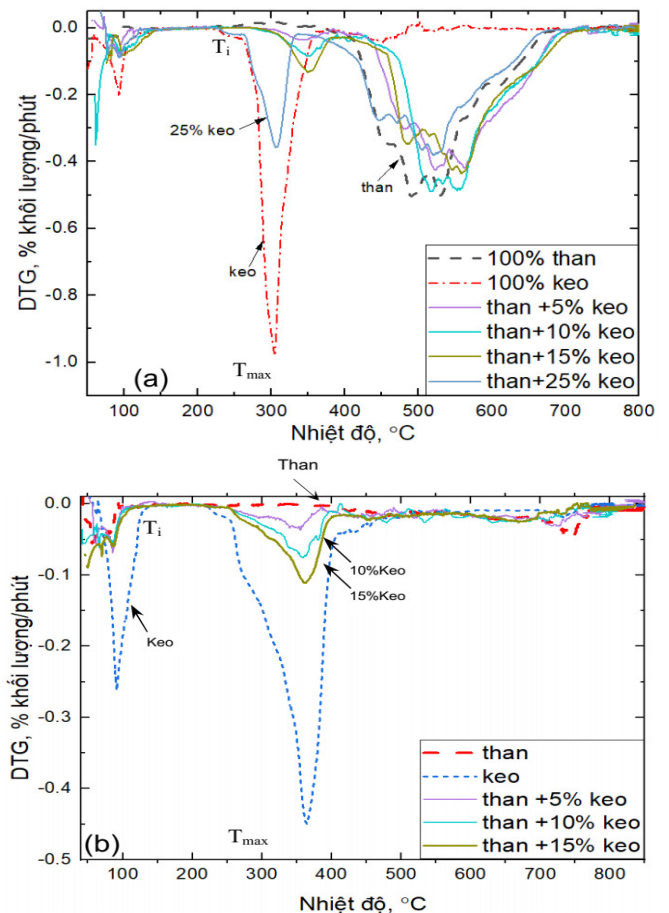 0.0
-0.2
-0.4
-0.6
-0.8
-1.0
DTG, % khối lượng/phút
Ti
25% keo
than
keo
Tmax
(a)
100% than
100% keo
than +5% keo
than+10% keo
than+15% keo
than+25% keo
100 200 300 400 500 600 700 800
Nhiệt độ, °C
Than
0.0
-0.1
-0.2
-0.3
-0.4
-0.5
DTG, % khối lượng/phút
Ti
10%Keo
15%Keo
Keo
Tmax
(b)
than
keo
than +5% keo
than +10% keo
than +15% keo
100 200 300 400 500 600 700 800
Nhiệt độ, °C